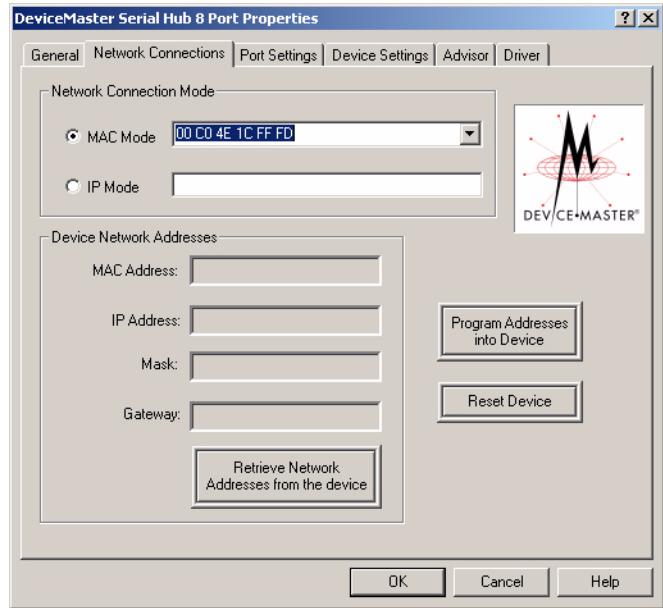 DeviceMaster Serial Hub 8 Port Properties
General Network Connections Port Settings Device Settings Advisor Driver
Network Connection Mode
MAC Mode 00 C0 4E 1C FF FD
IP Mode
DEVICE•MASTER®
Device Network Addresses
MAC Address:
IP Address:
Mask:
Gateway:
Program Addresses
into Device
Reset Device
Retrieve Network
Addresses from the device
OK Cancel Help